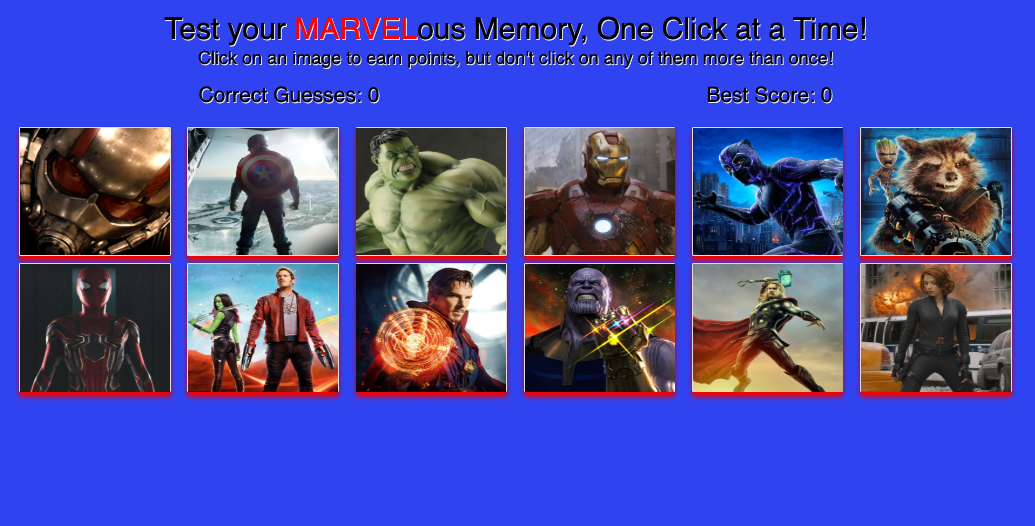 Test your MARVELous Memory, One Click at a Time!
Click on an image to earn points, but don't click on any of them more than once!
Correct Guesses: 0
Best Score: 0